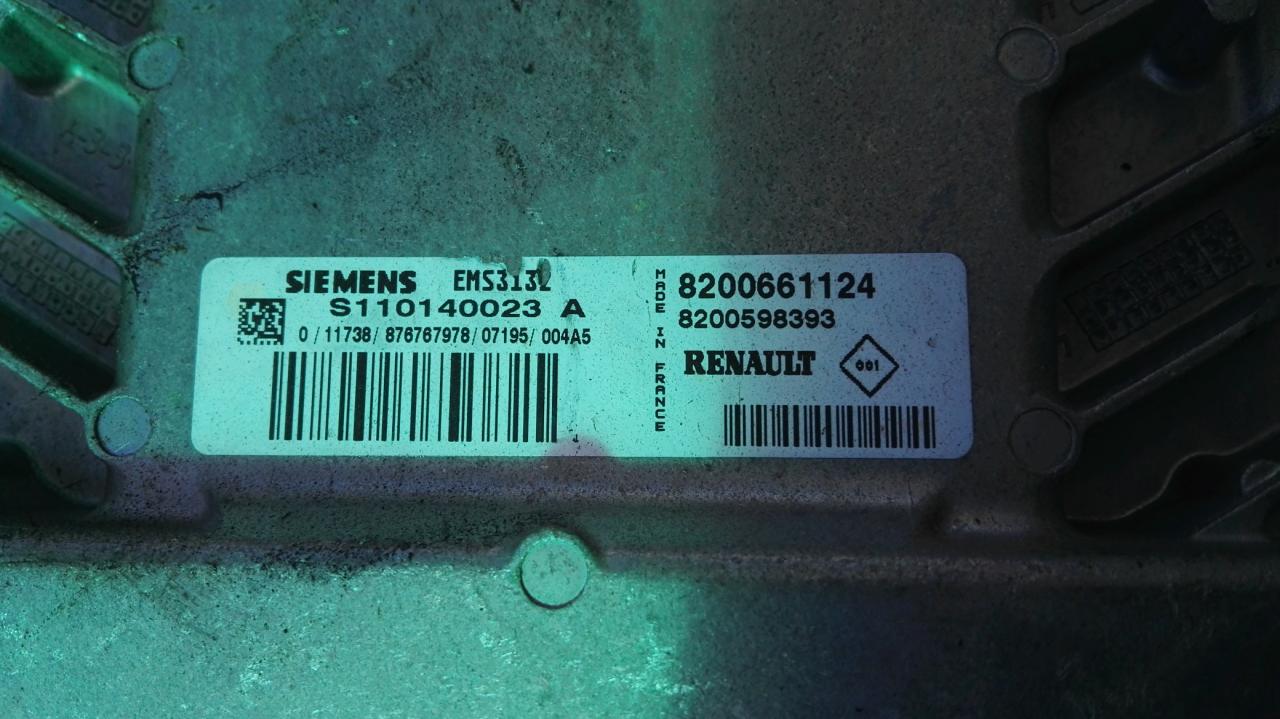 SIEMENS EMS3132
S110140023 A
0 / 11738 / 876767978 / 07195 / 004A5
MADE IN FRANCE
8200661124
8200598393
RENAULT 001